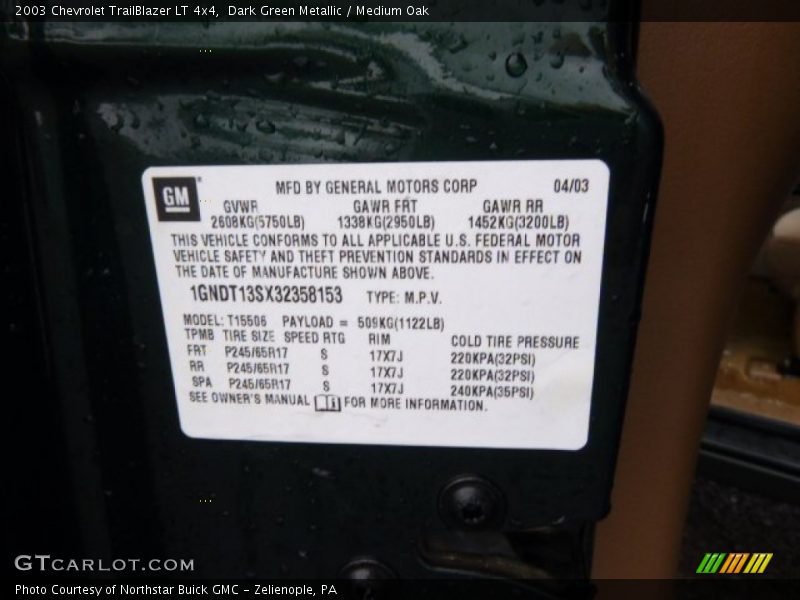 2003 Chevrolet TrailBlazer LT 4x4, Dark Green Metallic / Medium Oak
GM
MFD BY GENERAL MOTORS CORP 04/03
GVWR GAWR FRT GAWR RR
2608KG(5750LB) 1338KG(2950LB) 1452KG(3200LB)
THIS VEHICLE CONFORMS TO ALL APPLICABLE U.S. FEDERAL MOTOR
VEHICLE SAFETY AND THEFT PREVENTION STANDARDS IN EFFECT ON
THE DATE OF MANUFACTURE SHOWN ABOVE.
1GNDT13SX32358153 TYPE: M.P.V.
MODEL: T15506 PAYLOAD = 509KG(1122LB)
TPMB TIRE SIZE SPEED RTG RIM COLD TIRE PRESSURE
FRT P245/65R17 S 17X7J 220KPA(32PSI)
RR P245/65R17 S 17X7J 220KPA(32PSI)
SPA P245/65R17 S 17X7J 240KPA(35PSI)
SEE OWNER'S MANUAL FOR MORE INFORMATION.
GTCARLOT.COM
Photo Courtesy of Northstar Buick GMC - Zelienople, PA